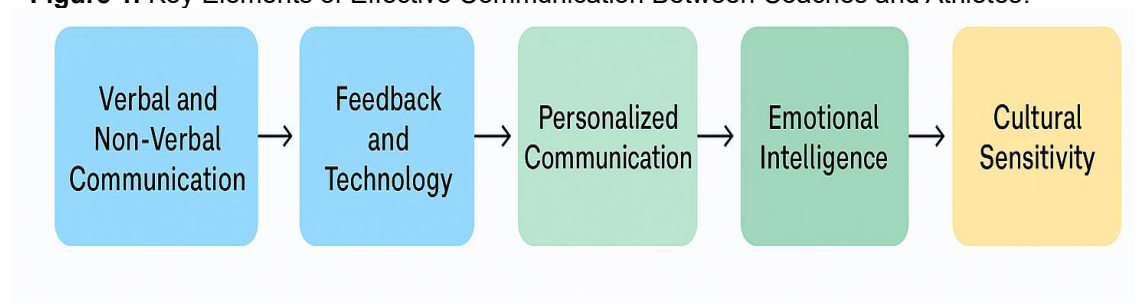 Figure 1. Key Elements of Effective Communication Between Coaches and Athletes.
Verbal and
Non-Verbal
Communication
Feedback
and
Technology
Personalized
Communication
Emotional
Intelligence
Cultural
Sensitivity